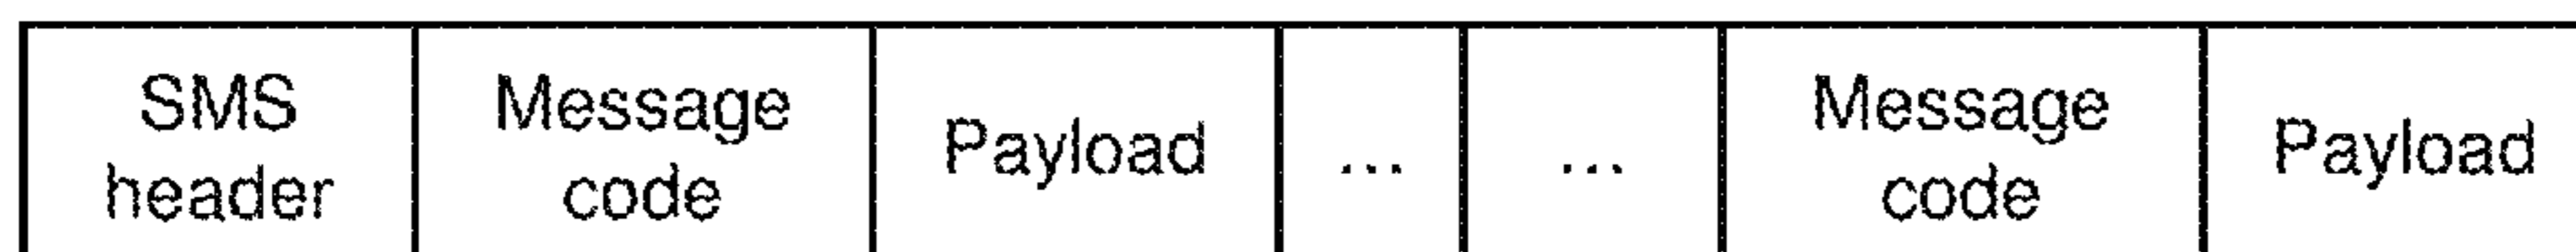 SMS
header
Message
code
Payload
...
...
Message
code
Payload